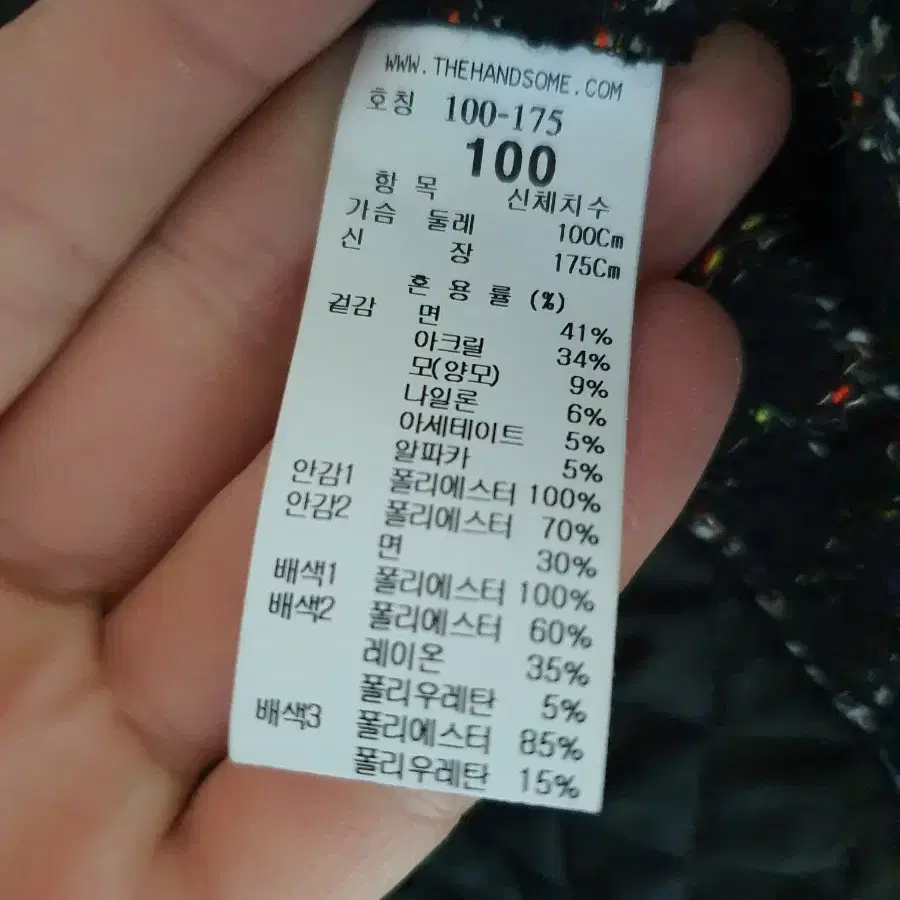 WWW.THEHANDSOME.COM
호칭 100-175
100
항 목 신체치수
가슴 둘레 100Cm
신 장 175Cm
혼 용 률 (%)
겉감 면 41%
아크릴 34%
모(양모) 9%
나일론 6%
아세테이트 5%
알파카 5%
안감1 폴리에스터 100%
안감2 폴리에스터 70%
면 30%
배색1 폴리에스터 100%
배색2 폴리에스터 60%
레이온 35%
폴리우레탄 5%
배색3 폴리에스터 85%
폴리우레탄 15%